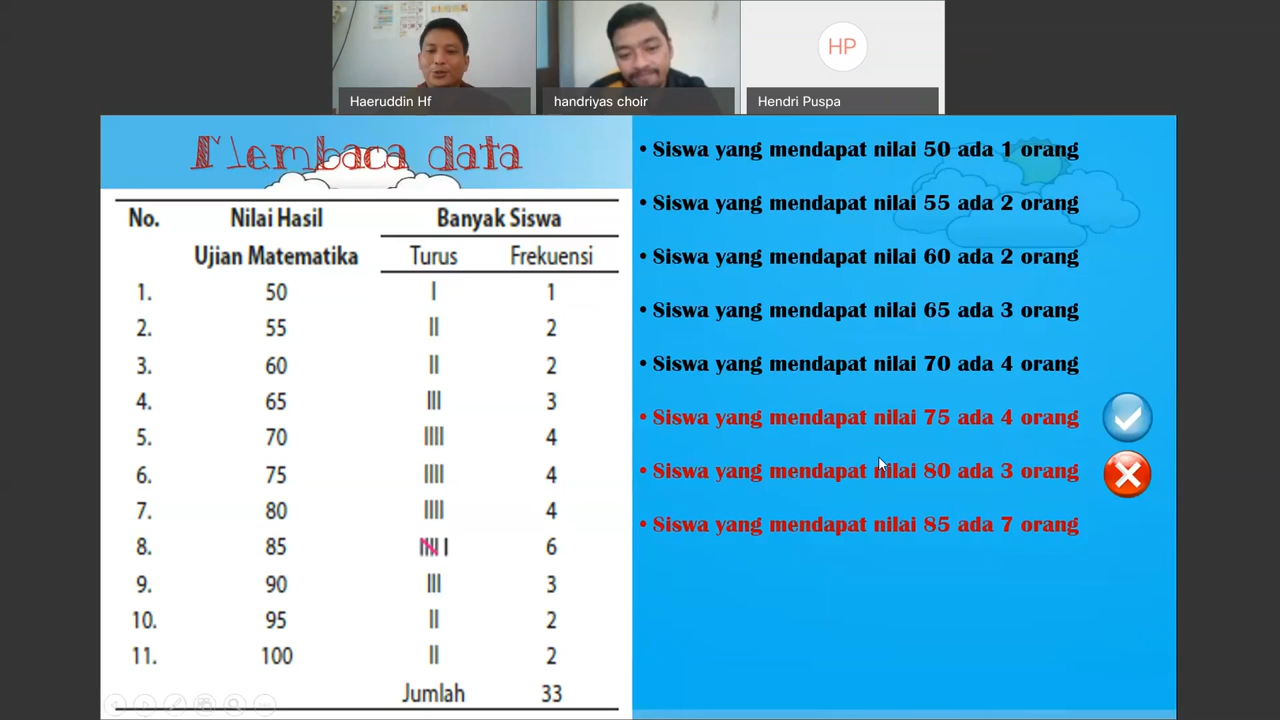 HP
Haeruddin Hf
handriyas choir
Hendri Puspa
Membaca data
No. Nilai Hasil Banyak Siswa
Ujian Matematika Turus Frekuensi
1. 50 I 1
2. 55 II 2
3. 60 II 2
4. 65 III 3
5. 70 IIII 4
6. 75 IIII 4
7. 80 IIII 4
8. 85 IIII I 6
9. 90 III 3
10. 95 II 2
11. 100 II 2
Jumlah 33
• Siswa yang mendapat nilai 50 ada 1 orang
• Siswa yang mendapat nilai 55 ada 2 orang
• Siswa yang mendapat nilai 60 ada 2 orang
• Siswa yang mendapat nilai 65 ada 3 orang
• Siswa yang mendapat nilai 70 ada 4 orang
• Siswa yang mendapat nilai 75 ada 4 orang
• Siswa yang mendapat nilai 80 ada 3 orang
• Siswa yang mendapat nilai 85 ada 7 orang